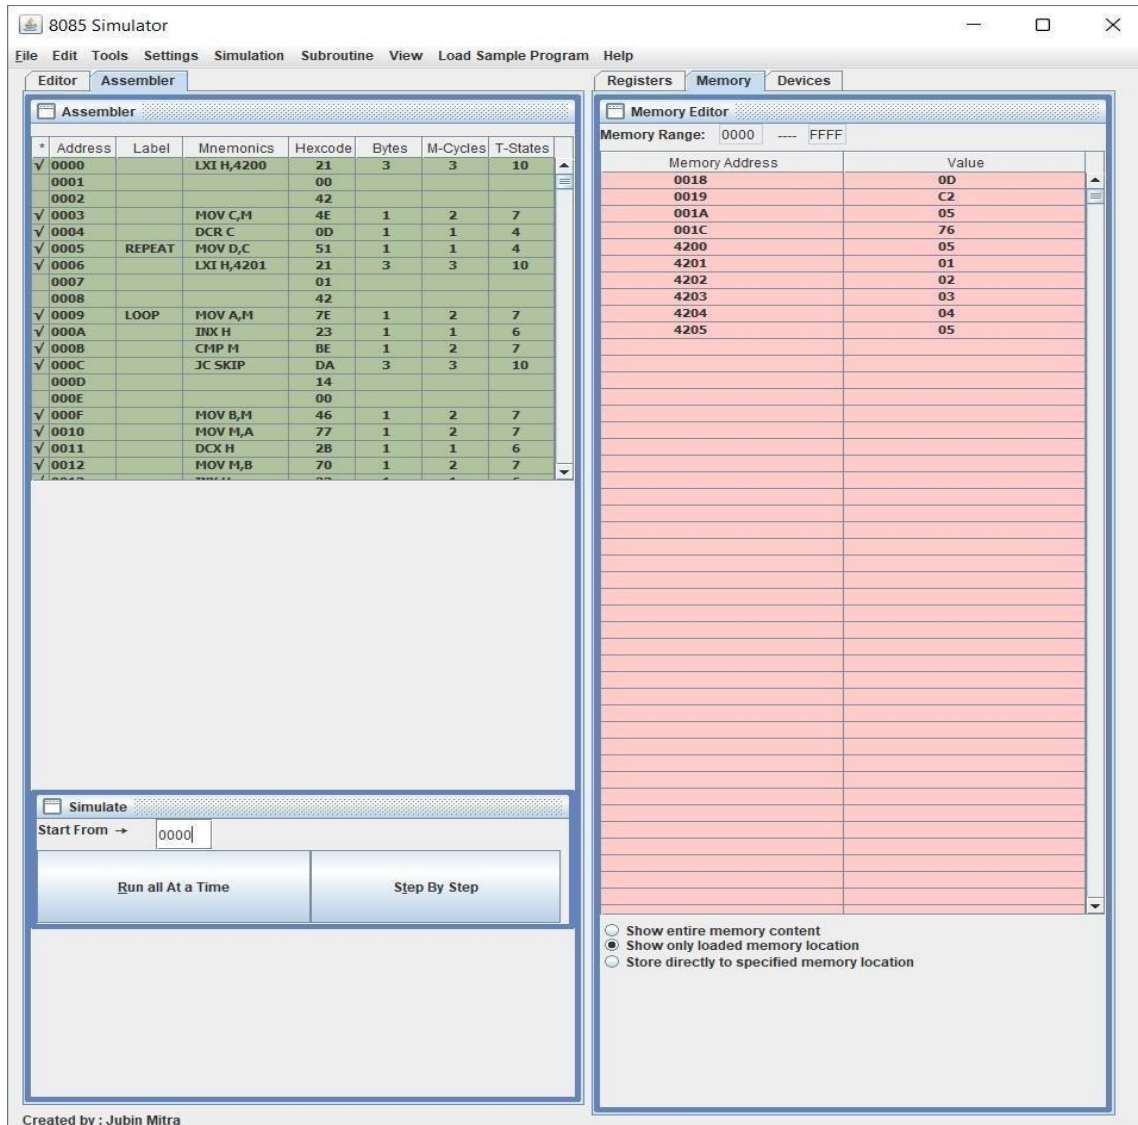 8085 Simulator
File Edit Tools Settings Simulation Subroutine View Load Sample Program Help
Editor Assembler
Assembler
* Address Label Mnemonics Hexcode Bytes M-Cycles T-States
√ 0000 LXI H,4200 21 3 3 10
0001 00
0002 42
√ 0003 MOV C,M 4E 1 2 7
√ 0004 DCR C 0D 1 1 4
√ 0005 REPEAT MOV D,C 51 1 1 4
√ 0006 LXI H,4201 21 3 3 10
0007 01
0008 42
√ 0009 LOOP MOV A,M 7E 1 2 7
√ 000A INX H 23 1 1 6
√ 000B CMP M BE 1 2 7
√ 000C JC SKIP DA 3 3 10
000D 14
000E 00
√ 000F MOV B,M 46 1 2 7
√ 0010 MOV M,A 77 1 2 7
√ 0011 DCX H 2B 1 1 6
√ 0012 MOV M,B 70 1 2 7
Simulate
Start From → 0000
Run all At a Time Step By Step
Created by : Jubin Mitra
Registers Memory Devices
Memory Editor
Memory Range: 0000 ---- FFFF
Memory Address Value
0018 0D
0019 C2
001A 05
001C 76
4200 05
4201 01
4202 02
4203 03
4204 04
4205 05
Show entire memory content
Show only loaded memory location
Store directly to specified memory location